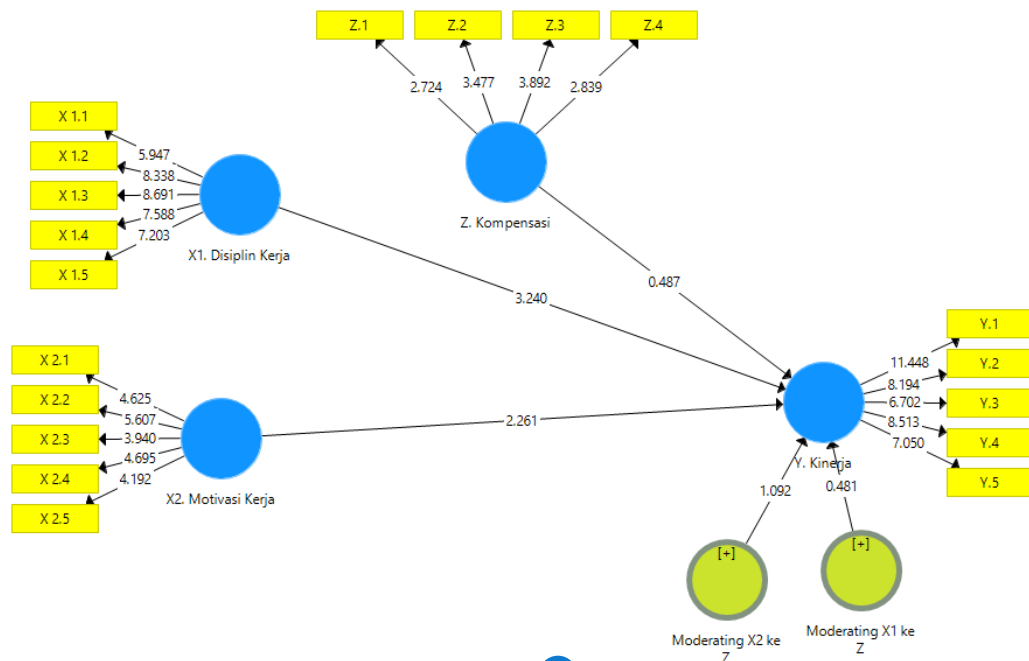 Z.1
Z.2
Z.3
Z.4
2.724
3.477
3.892
2.839
Z. Kompensasi
X 1.1
X 1.2
X 1.3
X 1.4
X 1.5
5.947
8.338
8.691
7.588
7.203
X1. Disiplin Kerja
0.487
3.240
X 2.1
X 2.2
X 2.3
X 2.4
X 2.5
4.625
5.607
3.940
4.695
4.192
X2. Motivasi Kerja
2.261
Y.1
Y.2
Y.3
Y.4
Y.5
11.448
8.194
6.702
8.513
7.050
Y. Kinerja
1.092
0.481
[+]
[+]
Moderating X2 ke
Z
Moderating X1 ke
Z